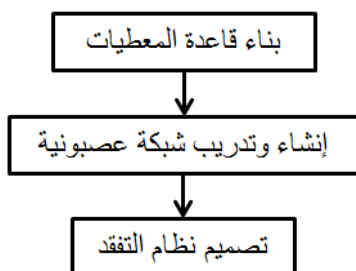 بناء قاعدة المعطيات
إنشاء وتدريب شبكة عصبونية
تصميم نظام التفقد